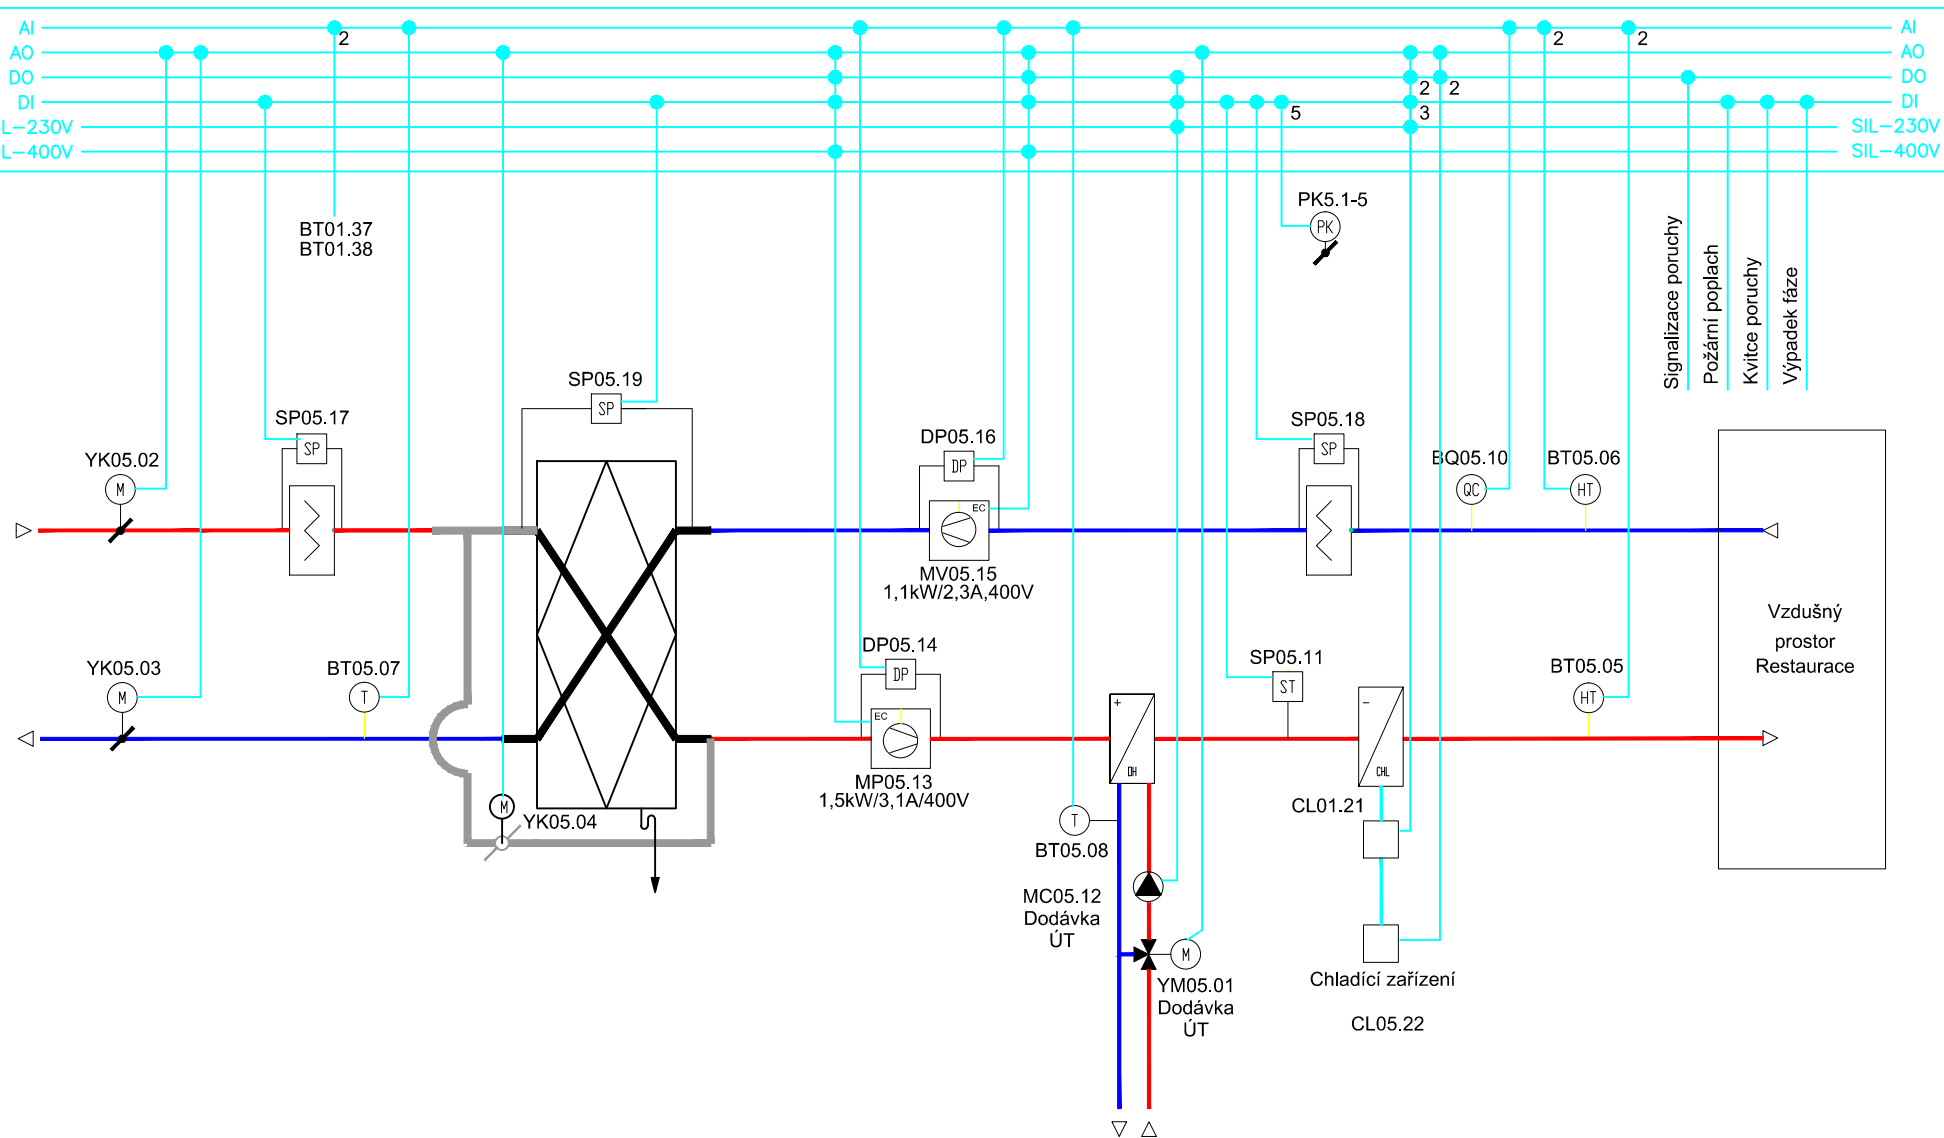 AI
AI
2
2
2
AO
AO
DO
DO
2
2
DI
DI
5
3
L-230V
SIL-230V
L-400V
SIL-400V
BT01.37
BT01.38
PK5.1-5
PK
Signalizace poruchy
Požární poplach
Kvitce poruchy
Výpadek fáze
SP05.19
SP
SP05.17
SP
SP05.18
SP
DP05.16
DP
YK05.02
M
BQ05.10
QC
BT05.06
HT
EC
MV05.15
1,1kW/2,3A,400V
Vzdušný
prostor
Restaurace
YK05.03
M
BT05.07
T
DP05.14
DP
SP05.11
ST
BT05.05
HT
EC
MP05.13
1,5kW/3,1A/400V
+
OH
-
CHL
CL01.21
M
YK05.04
T
BT05.08
MC05.12
Dodávka
ÚT
M
YM05.01
Dodávka
ÚT
Chladící zařízení
CL05.22